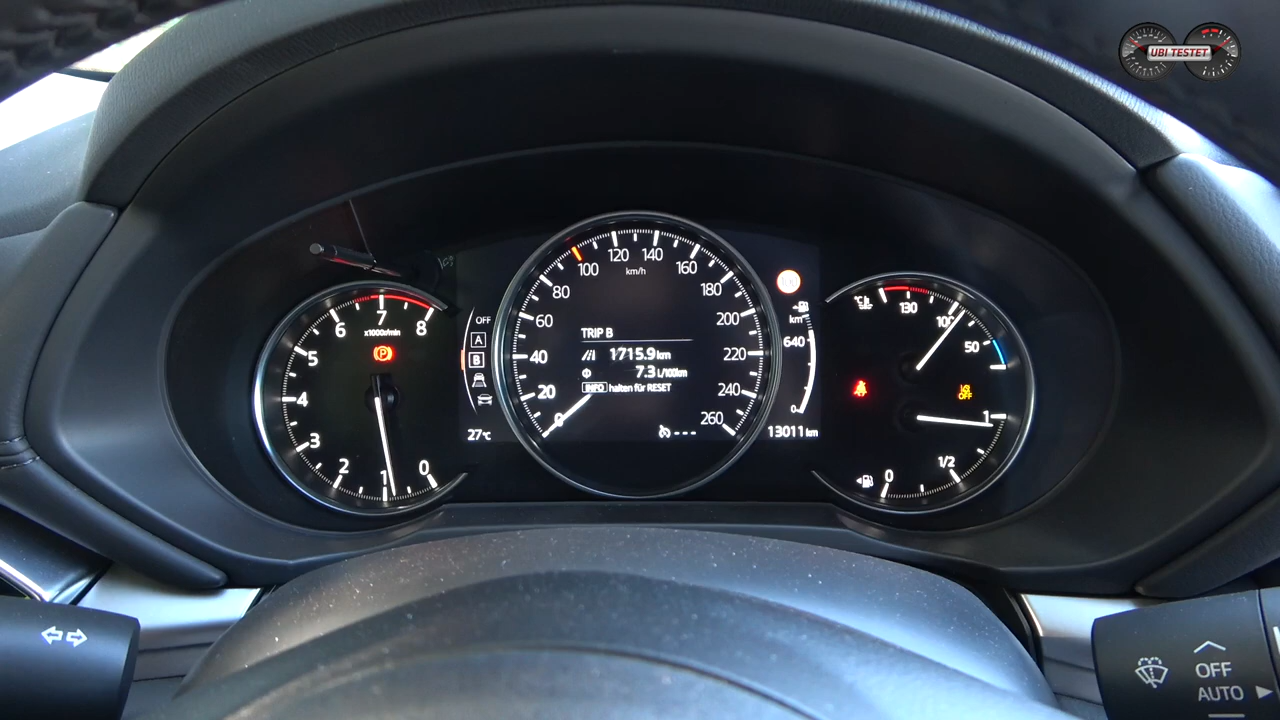 UBI TESTET
120 140
100 160
km/h
80 180
60 200
40 220
20 240
0 260
TRIP B
1715.9 km
7.3 L/100km
INFO halten für RESET
---
OFF
A
B
27°C
km
640
0
13011 km
6 7 8
x1000r/min
5
4
3
2 1 0
(P)
°C
130
100
50
OFF
1
1/2
0
OFF
AUTO